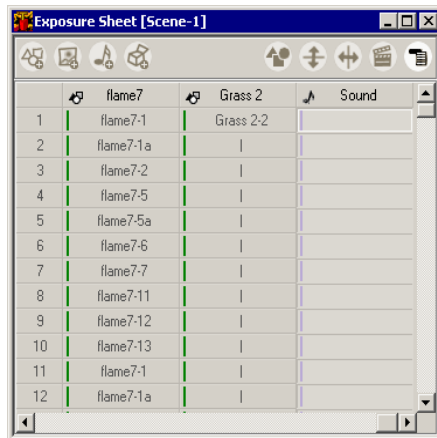 Exposure Sheet [Scene-1]
flame7 Grass 2 Sound
1 flame7-1 Grass 2-2
2 flame7-1a |
3 flame7-2 |
4 flame7-5 |
5 flame7-5a |
6 flame7-6 |
7 flame7-7 |
8 flame7-11 |
9 flame7-12 |
10 flame7-13 |
11 flame7-1 |
12 flame7-1a |